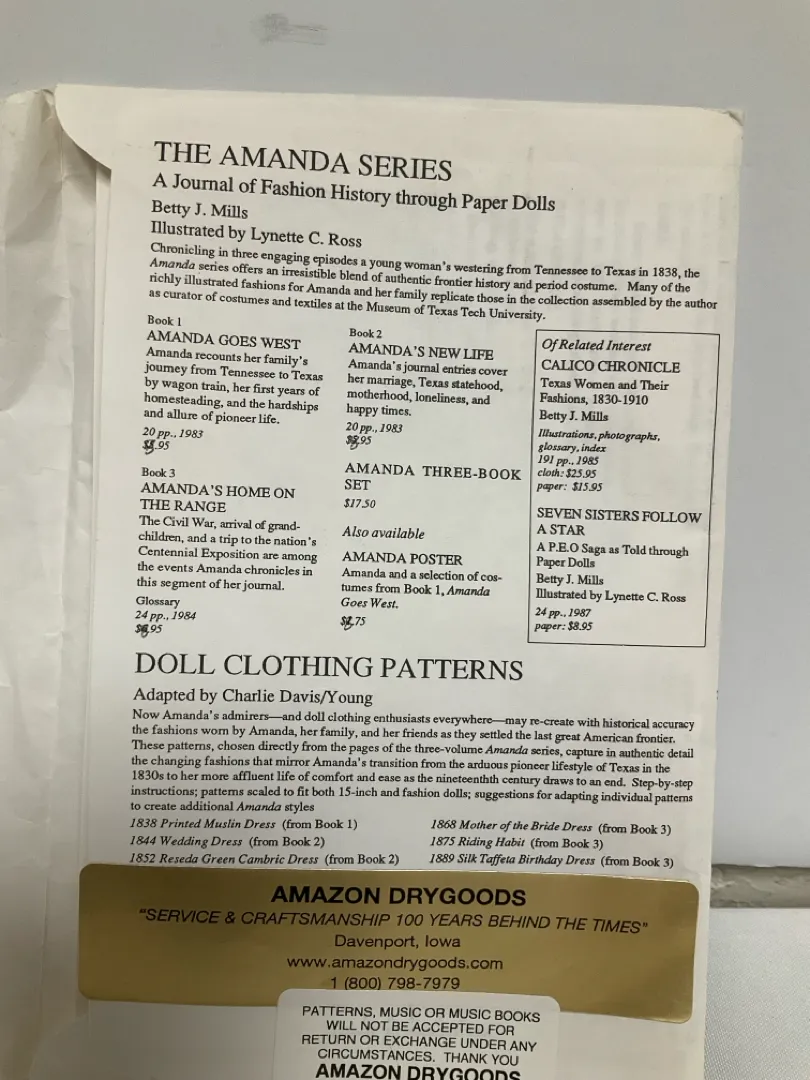 THE AMANDA SERIES
A Journal of Fashion History through Paper Dolls
Betty J. Mills
Illustrated by Lynette C. Ross
Chronicling in three engaging episodes a young woman's westering from Tennessee to Texas in 1838, the
Amanda series offers an irresistible blend of authentic frontier history and period costume. Many of the
richly illustrated fashions for Amanda and her family replicate those in the collection assembled by the author
as curator of costumes and textiles at the Museum of Texas Tech University.
Book 1
AMANDA GOES WEST
Amanda recounts her family's
journey from Tennessee to Texas
by wagon train, her first years of
homesteading, and the hardships
and allure of pioneer life.
20 pp., 1983
.95
Book 3
AMANDA'S HOME ON
THE RANGE
The Civil War, arrival of grand-
children, and a trip to the nation's
Centennial Exposition are among
the events Amanda chronicles in
this segment of her journal.
Glossary
24 pp., 1984
.95
Book 2
AMANDA'S NEW LIFE
Amanda's journal entries cover
her marriage, Texas statehood,
motherhood, loneliness, and
happy times.
20 pp., 1983
.95
AMANDA THREE-BOOK
SET
$17.50
Also available
AMANDA POSTER
Amanda and a selection of cos-
tumes from Book 1, Amanda
Goes West.
.75
Of Related Interest
CALICO CHRONICLE
Texas Women and Their
Fashions, 1830-1910
Betty J. Mills
Illustrations, photographs,
glossary, index
191 pp., 1985
cloth: $25.95
paper: $15.95
SEVEN SISTERS FOLLOW
A STAR
A P.E.O Saga as Told through
Paper Dolls
Betty J. Mills
Illustrated by Lynette C. Ross
24 pp., 1987
paper: $8.95
DOLL CLOTHING PATTERNS
Adapted by Charlie Davis/Young
Now Amanda's admirers—and doll clothing enthusiasts everywhere—may re-create with historical accuracy
the fashions worn by Amanda, her family, and her friends as they settled the last great American frontier.
These patterns, chosen directly from the pages of the three-volume Amanda series, capture in authentic detail
the changing fashions that mirror Amanda's transition from the arduous pioneer lifestyle of Texas in the
1830s to her more affluent life of comfort and ease as the nineteenthth century draws to an end. Step-by-step
instructions; patterns scaled to fit both 15-inch and fashion dolls; suggestions for adapting individual patterns
to create additional Amanda styles
1838 Printed Muslin Dress (from Book 1)
1844 Wedding Dress (from Book 2)
1852 Reseda Green Cambric Dress (from Book 2)
1868 Mother of the Bride Dress (from Book 3)
1875 Riding Habit (from Book 3)
1889 Silk Taffeta Birthday Dress (from Book 3)
AMAZON DRYGOODS
"SERVICE & CRAFTSMANSHIP 100 YEARS BEHIND THE TIMES"
Davenport, Iowa
www.amazondrygoods.com
1 (800) 798-7979
PATTERNS, MUSIC OR MUSIC BOOKS
WILL NOT BE ACCEPTED FOR
RETURN OR EXCHANGE UNDER ANY
CIRCUMSTANCES. THANK YOU
AMAZON DRYGOODS